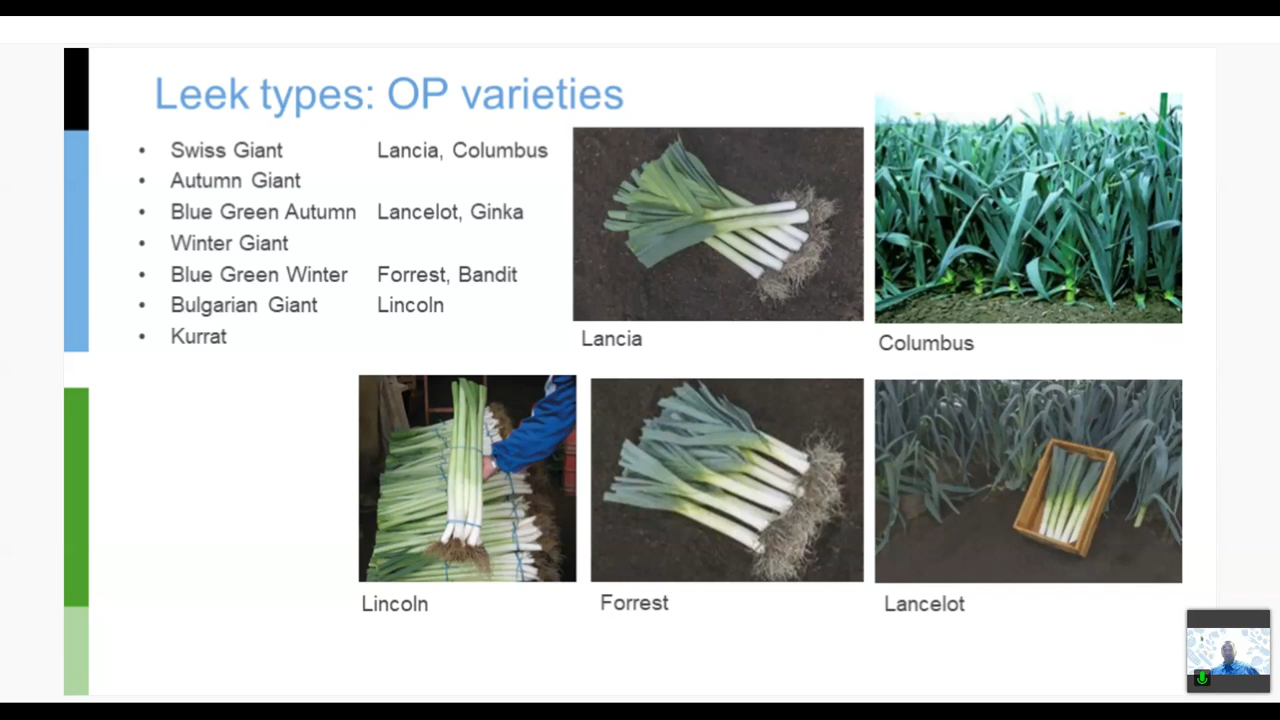 Leek types: OP varieties
• Swiss Giant Lancia, Columbus
• Autumn Giant
• Blue Green Autumn Lancelot, Ginka
• Winter Giant
• Blue Green Winter Forrest, Bandit
• Bulgarian Giant Lincoln
• Kurrat
Lancia
Columbus
Lincoln
Forrest
Lancelot